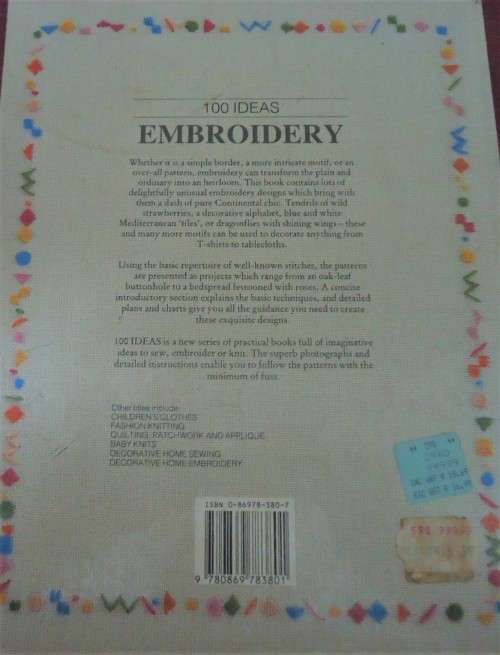 100 IDEAS
EMBROIDERY
Whether it is a simple border, a more intricate motif, or an
over-all pattern, embroidery can transform the plain and
ordinary into an heirloom. This book contains lots of
delightfully unusual embroidery designs which bring with
them a dash of pure Continental chic. Tendrils of wild
strawberries, a decorative alphabet, blue and white
Mediterranean 'tiles', or dragonflies with shining wings – these
and many more motifs can be used to decorate anything from
T-shirts to tablecloths.
Using the basic repertoire of well-known stitches, the patterns
are presented as projects which range from an oak-leaf
buttonhole to a bedspread festooned with roses. A concise
introductory section explains the basic techniques, and detailed
plans and charts give you all the guidance you need to create
these exquisite designs.
100 IDEAS is a new series of practical books full of imaginative
ideas to sew, embroider or knit. The superb photographs and
detailed instructions enable you to follow the patterns with the
minimum of fuss.
Other titles include:
CHILDREN'S CLOTHES
FASHION KNITTING
QUILTING, PATCHWORK AND APPLIQUE
BABY KNITS
DECORATIVE HOME SEWING
DECORATIVE HOME EMBROIDERY
ISBN 0-86978-380-7
9 780869 783801